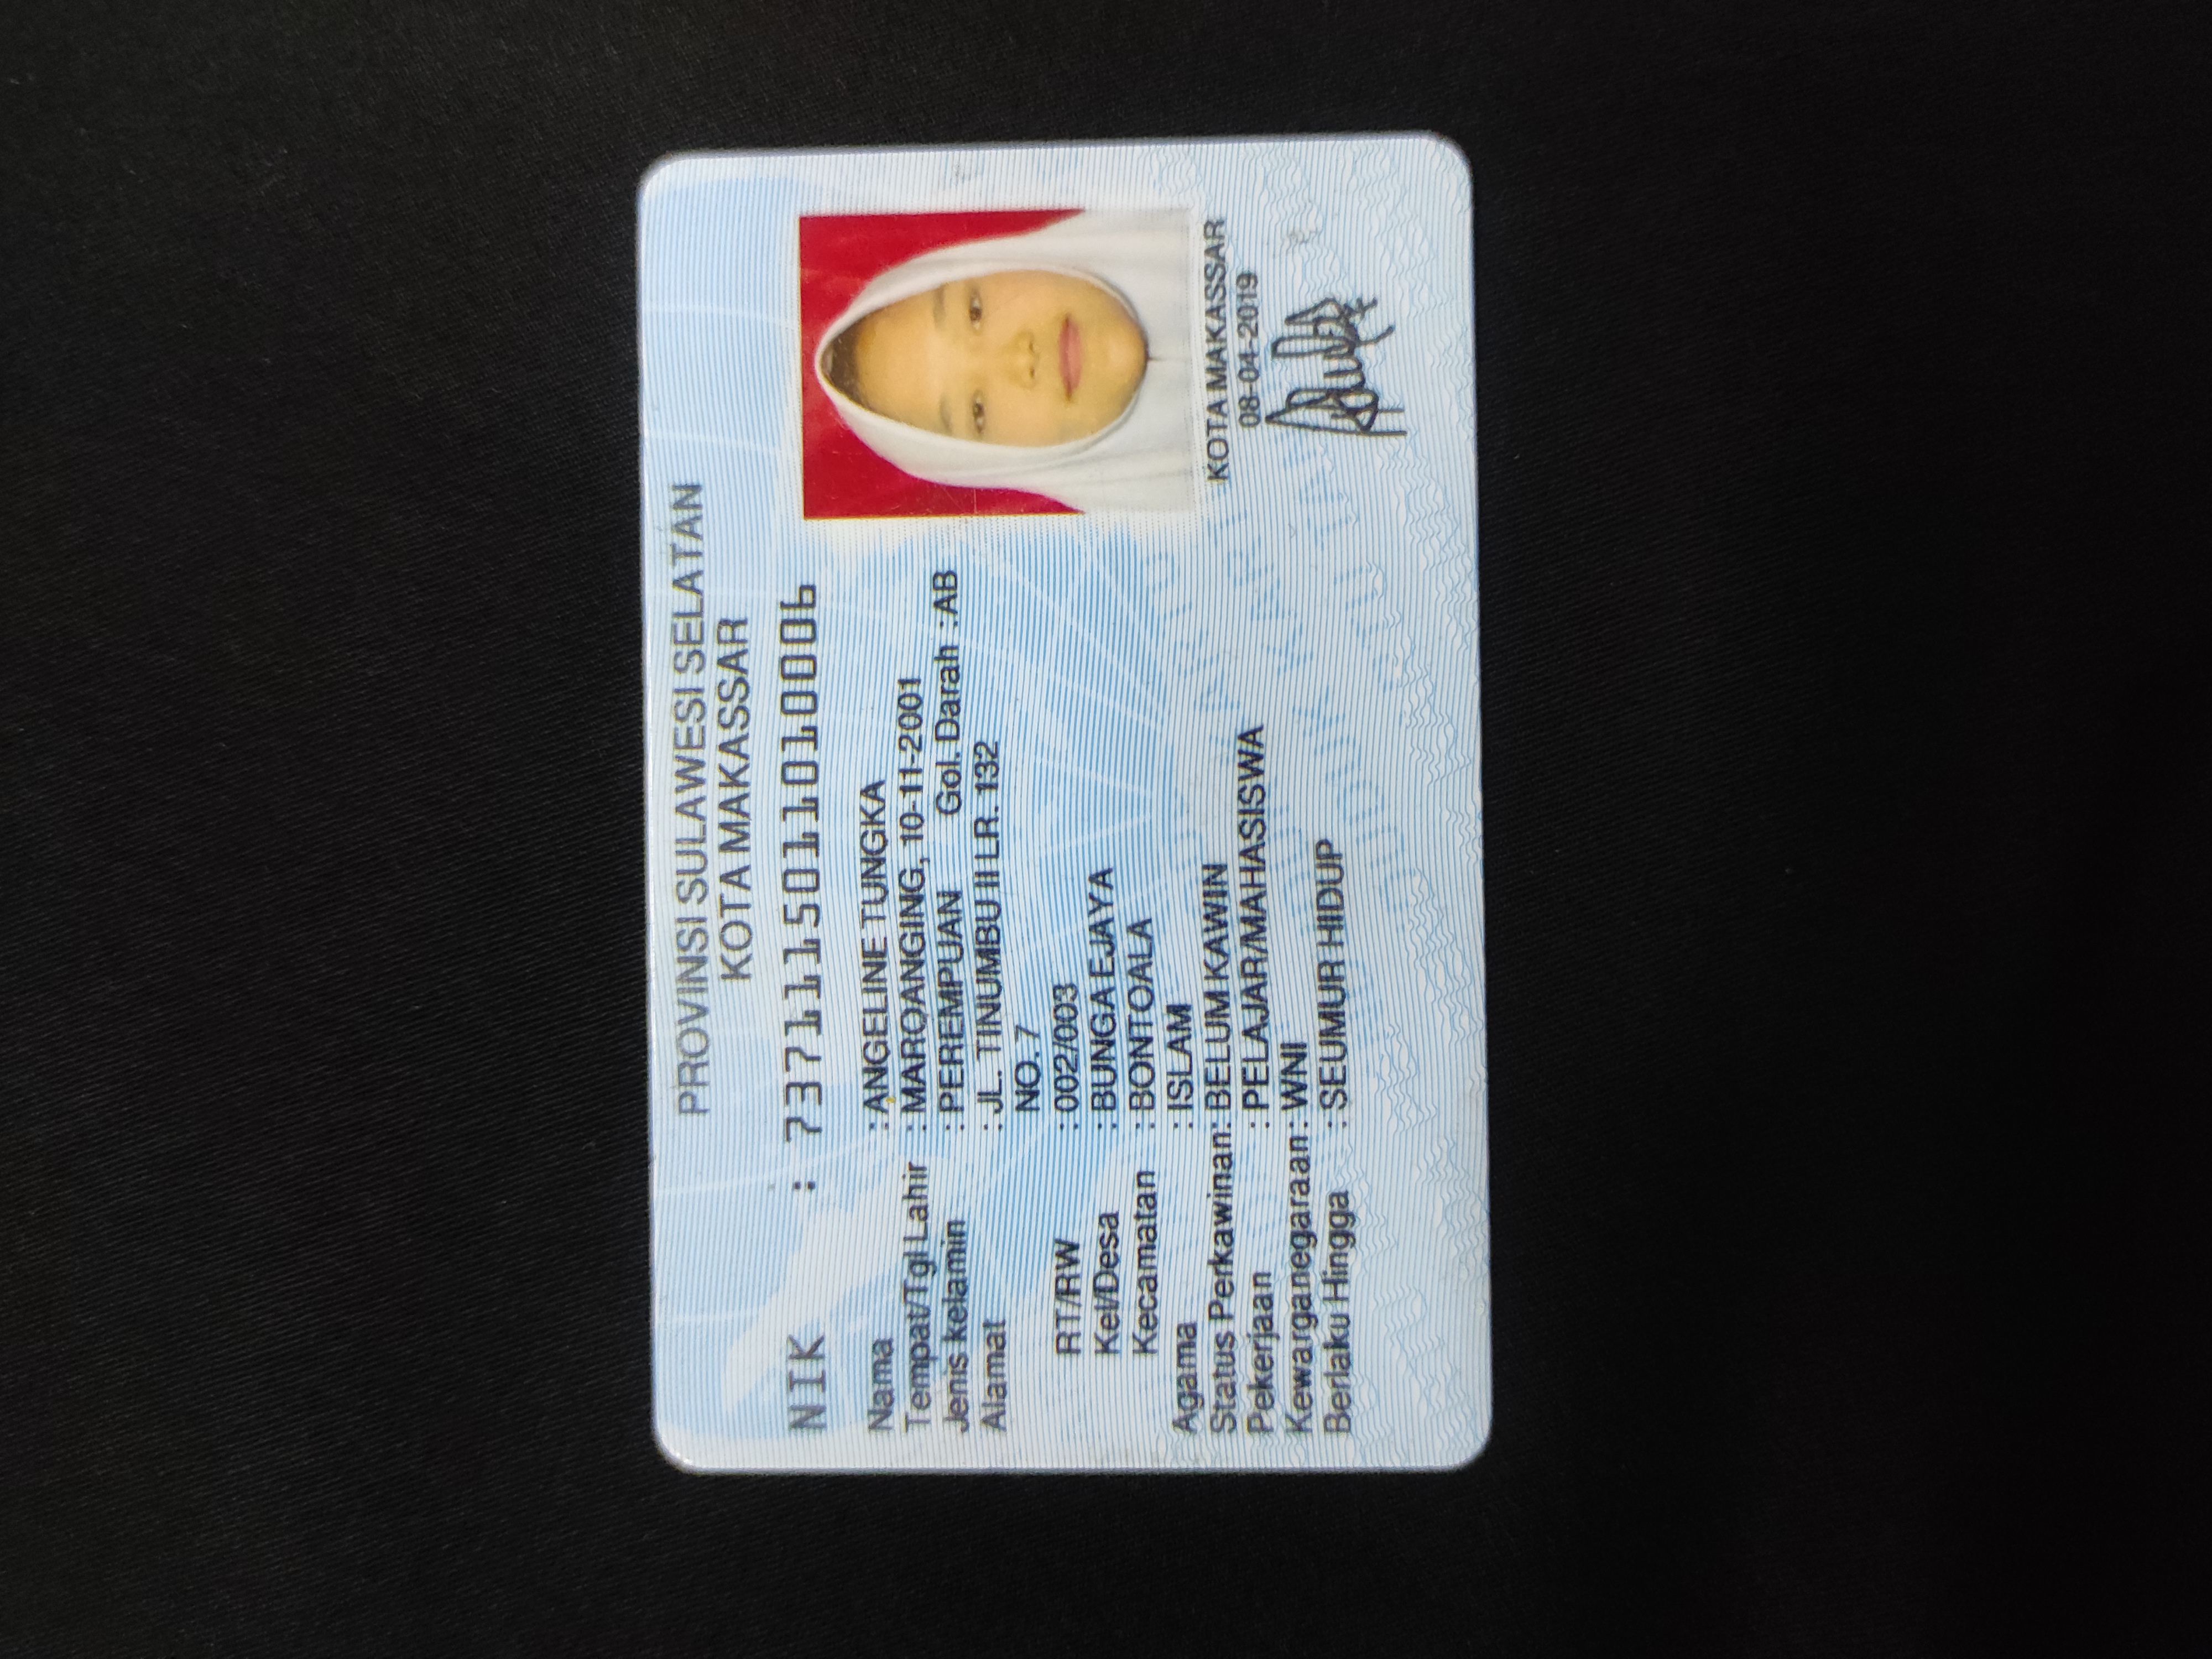 PROVINSI SULAWESI SELATAN
KOTA MAKASSAR
NIK : 7371115011010006
Nama : ANGELINE TUNGKA
Tempat/Tgl Lahir : MAROANGING, 10-11-2001
Jenis kelamin : PEREMPUAN Gol. Darah : AB
Alamat : JL. TINUMBU II LR. 132
NO. 7
RT/RW : 002/003
Kel/Desa : BUNGA EJAYA
Kecamatan : BONTOALA
Agama : ISLAM
Status Perkawinan: BELUM KAWIN
Pekerjaan : PELAJAR/MAHASISWA
Kewarganegaraan: WNI
Berlaku Hingga : SEUMUR HIDUP
KOTA MAKASSAR
08-04-2019